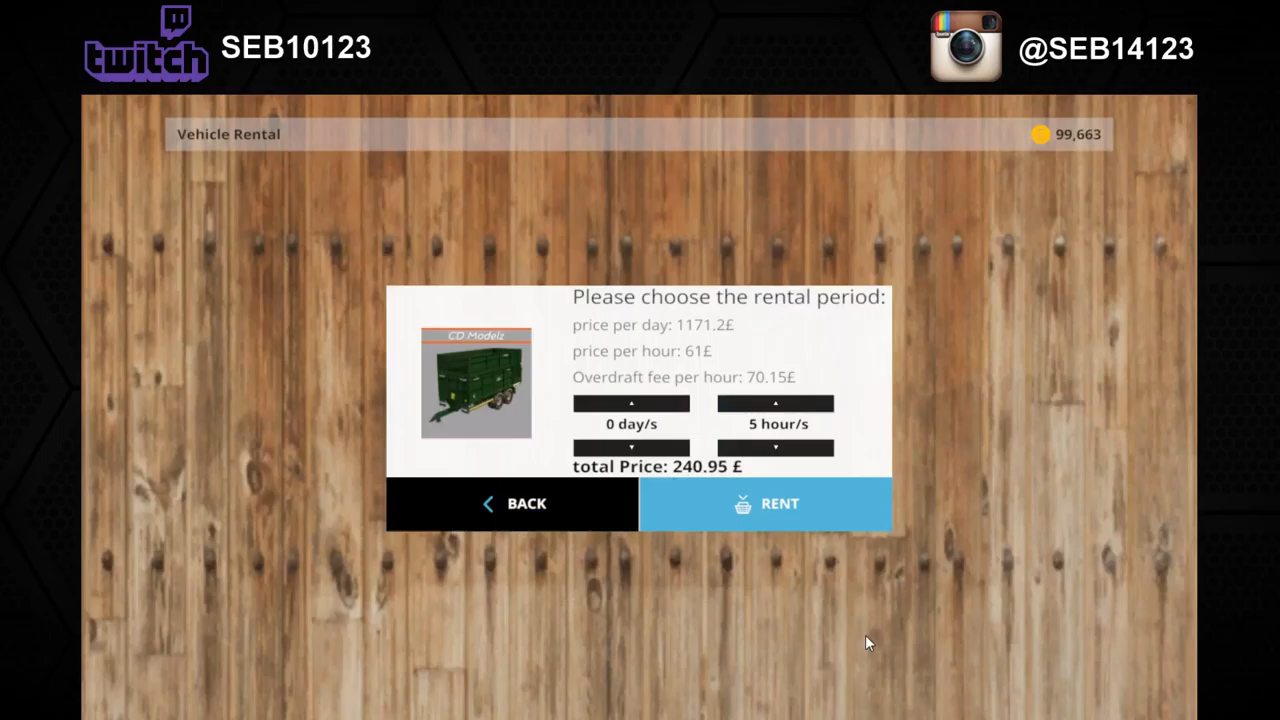 twitch
SEB10123
@SEB14123
Vehicle Rental
99,663
Please choose the rental period:
CD Modelz
price per day: 1171.2£
price per hour: 61£
Overdraft fee per hour: 70.15£
0 day/s
5 hour/s
total Price: 240.95 £
BACK
RENT